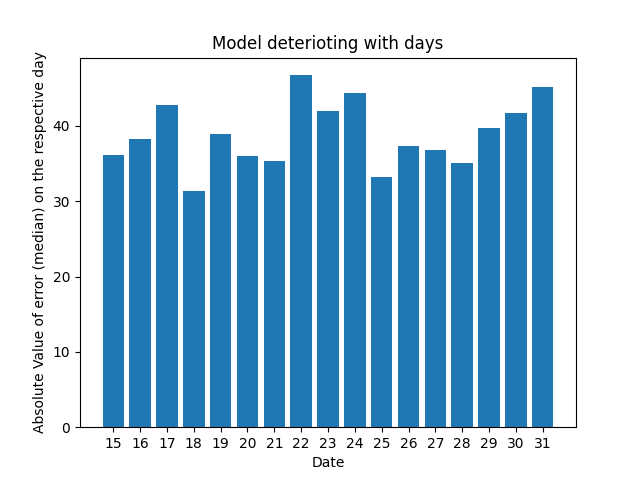 Model deterioting with days
Absolute Value of error (median) on the respective day
40
30
20
10
0
15 16 17 18 19 20 21 22 23 24 25 26 27 28 29 30 31
Date